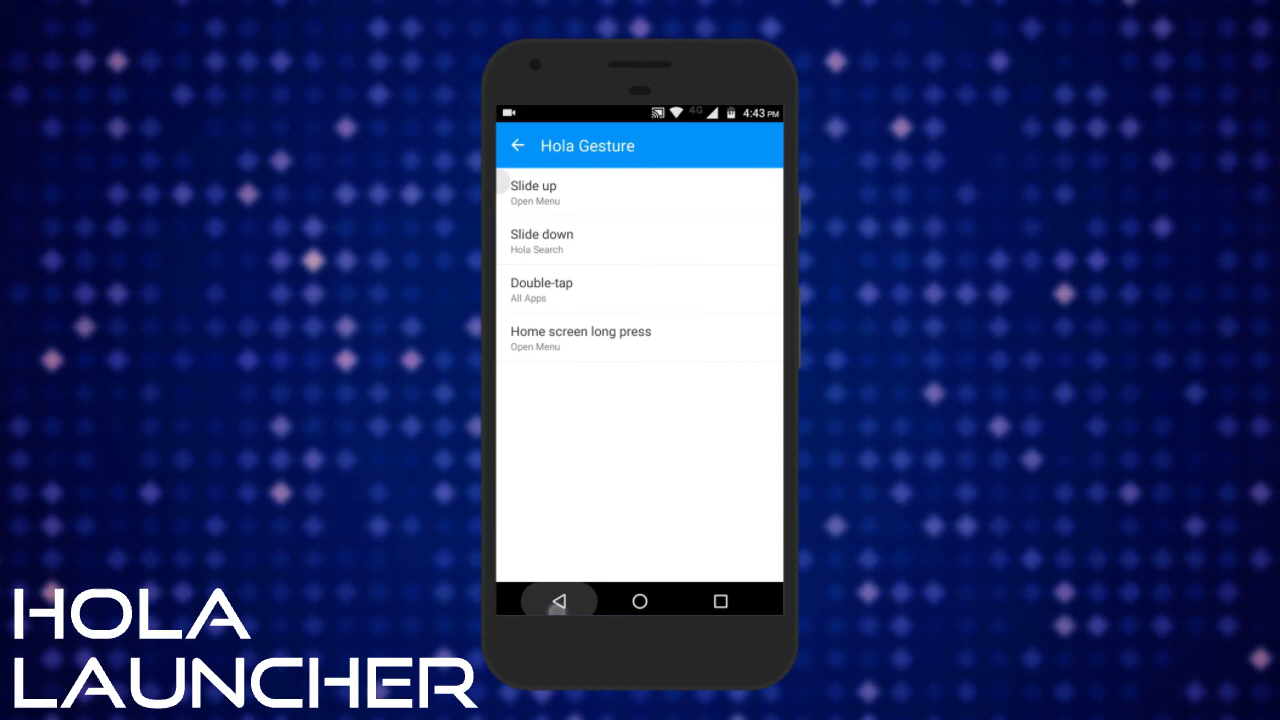 4G 4:43 PM
Hola Gesture
Slide up
Open Menu
Slide down
Hola Search
Double-tap
All Apps
Home screen long press
Open Menu
HOLA
LAUNCHER